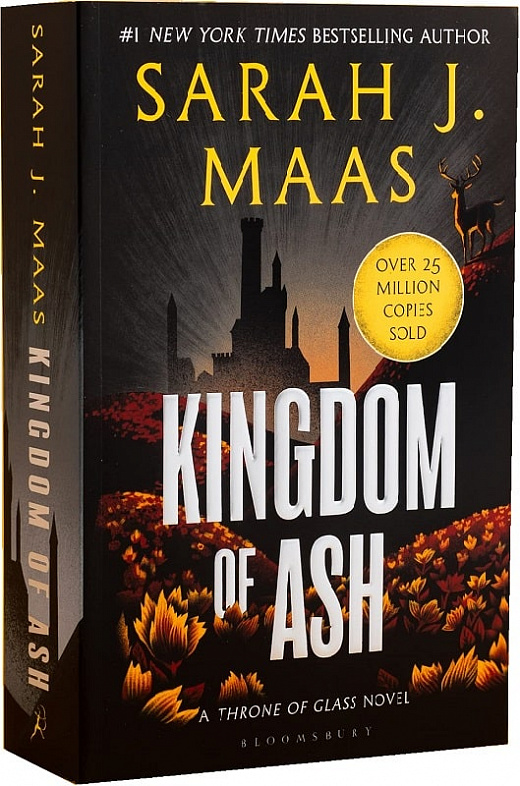 #1 NEW YORK TIMES BESTSELLING AUTHOR
SARAH J.
MAAS
OVER 25
MILLION
COPIES
SOLD
KINGDOM
OF ASH
A THRONE OF GLASS NOVEL
BLOOMSBURY
SARAH J. MAAS KINGDOM OF ASH